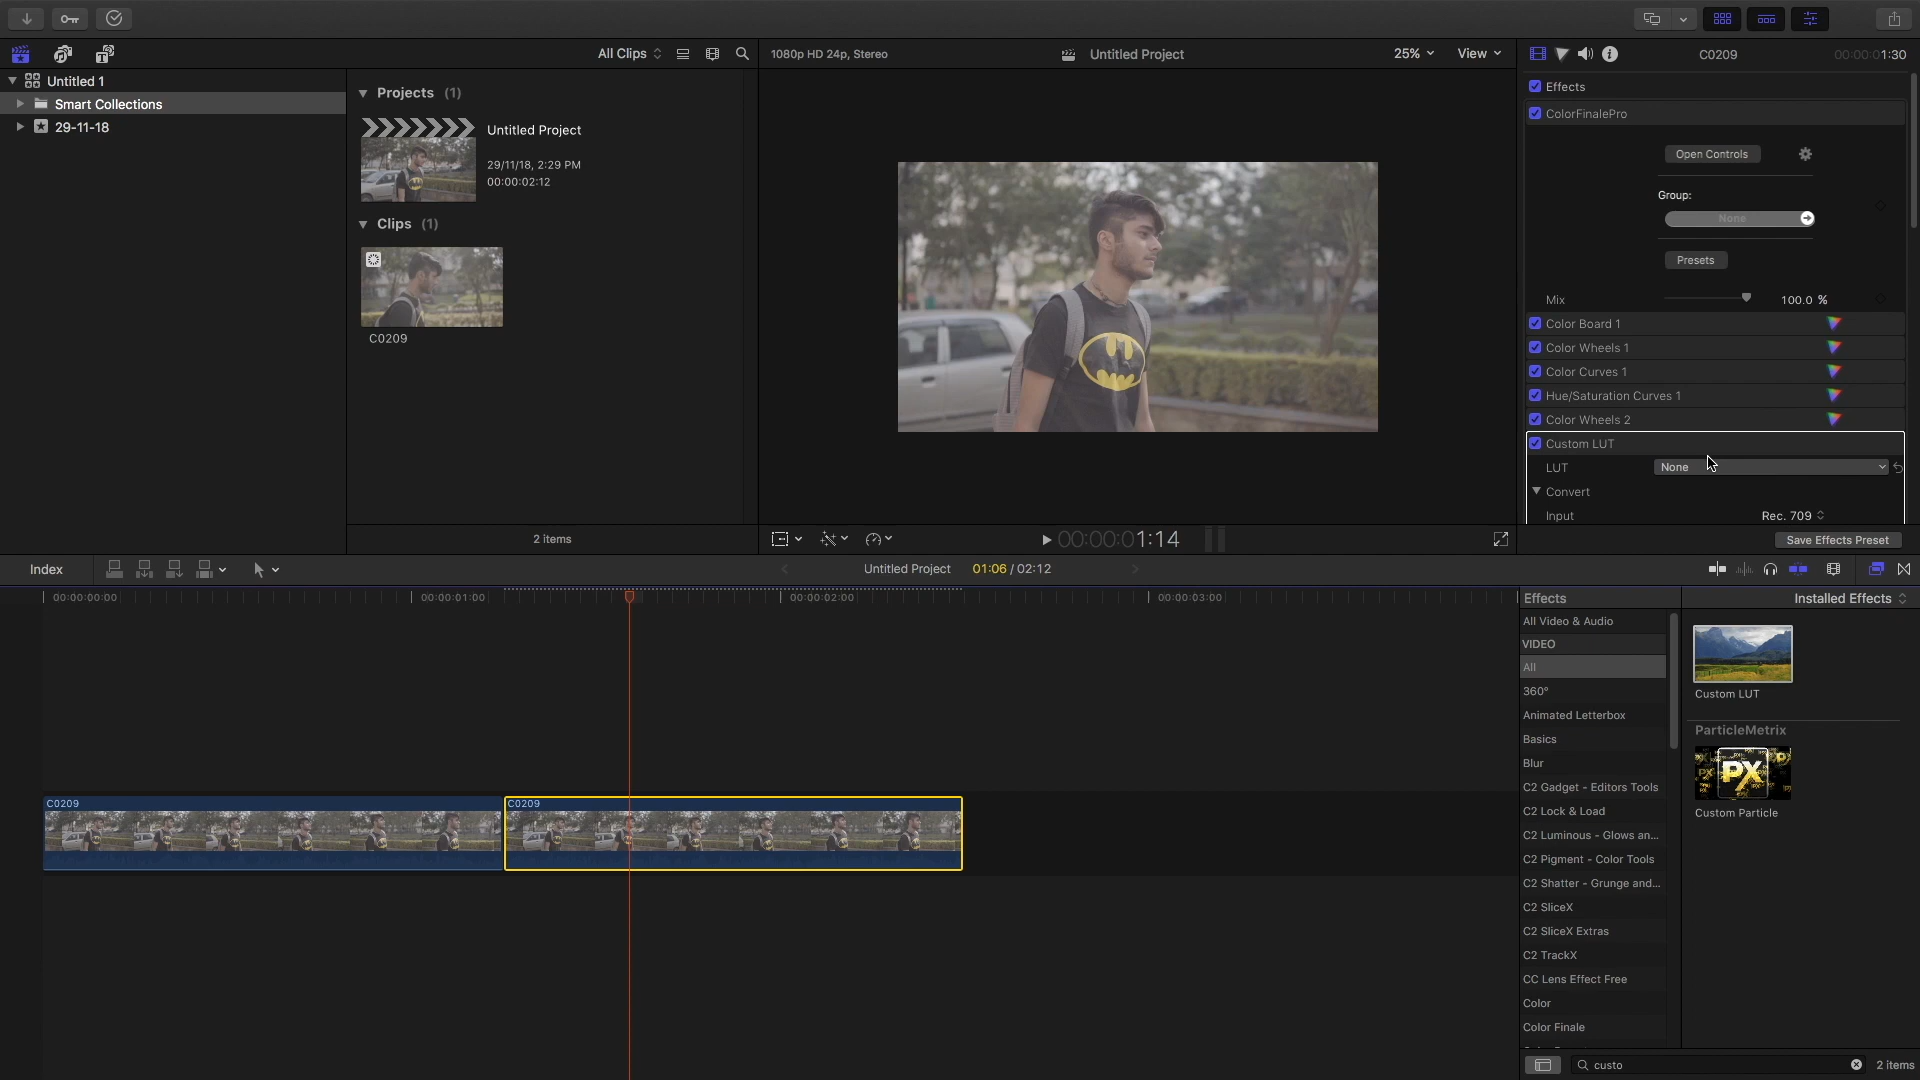 All Clips
1080p HD 24p, Stereo
Untitled Project
25%
View
C0209
00:00:01:30
Untitled 1
Smart Collections
29-11-18
Projects (1)
Untitled Project
29/11/18, 2:29 PM
00:00:02:12
Clips (1)
C0209
2 items
00:00:01:14
Effects
ColorFinalePro
Open Controls
Group:
None
Presets
Mix
100.0 %
Color Board 1
Color Wheels 1
Color Curves 1
Hue/Saturation Curves 1
Color Wheels 2
Custom LUT
LUT
None
Convert
Input
Rec. 709
Save Effects Preset
Index
Untitled Project
01:06 / 02:12
00:00:00:00
00:00:01:00
00:00:02:00
00:00:03:00
C0209
C0209
Effects
Installed Effects
All Video & Audio
VIDEO
All
360°
Animated Letterbox
Basics
Blur
C2 Gadget - Editors Tools
C2 Lock & Load
C2 Luminous - Glows an...
C2 Pigment - Color Tools
C2 Shatter - Grunge and...
C2 SliceX
C2 SliceX Extras
C2 TrackX
CC Lens Effect Free
Color
Color Finale
Custom LUT
ParticleMetrix
PX
Custom Particle
custo
2 items